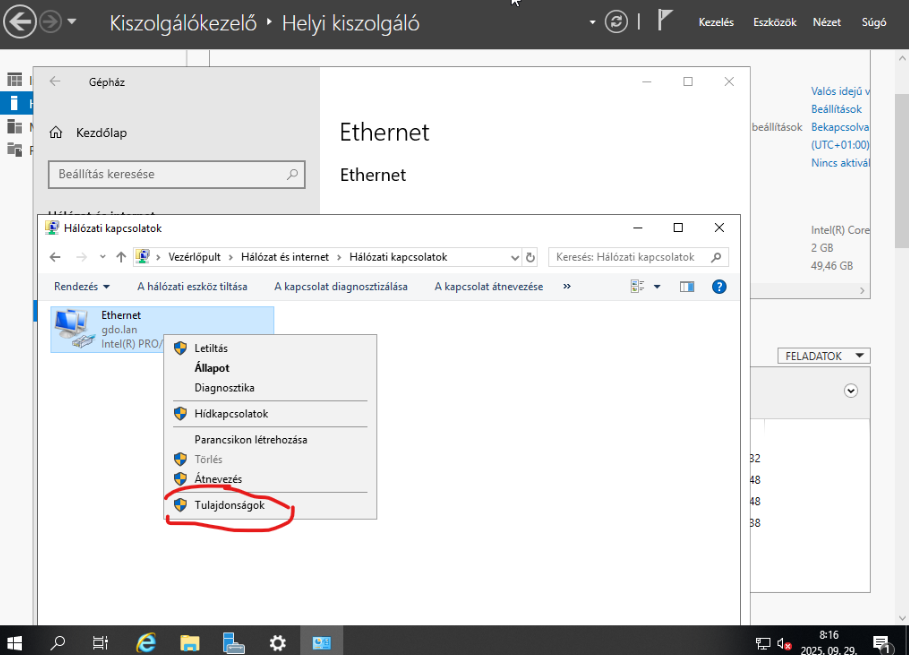 Kiszolgálókezelő
Helyi kiszolgáló
Kezelés
Eszközök
Nézet
Súgó
Gépház
Kezdőlap
Beállítás keresése
Ethernet
Ethernet
beállítások
Valós idejű v
Beállítások
Bekapcsolva
(UTC+01:00)
Nincs aktivál
Intel(R) Core
2 GB
49,46 GB
Hálózati kapcsolatok
Vezérlőpult
Hálózat és internet
Hálózati kapcsolatok
Keresés: Hálózati kapcsolatok
Rendezés
A hálózati eszköz tiltása
A kapcsolat diagnosztizálása
A kapcsolat átnevezése
»
Ethernet
gdo.lan
Intel(R) PRO/
Letiltás
Állapot
Diagnosztika
Hídkapcsolatok
Parancsikon létrehozása
Törlés
Átnevezés
Tulajdonságok
FELADATOK
32
48
48
38
8:16
2025. 09. 29.
1